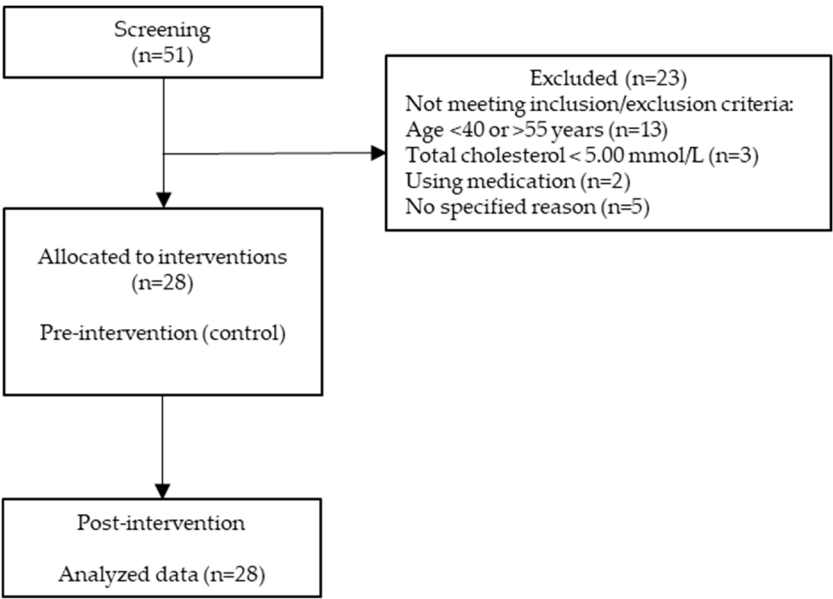 Screening
(n=51)
Excluded (n=23)
Not meeting inclusion/exclusion criteria:
Age <40 or >55 years (n=13)
Total cholesterol < 5.00 mmol/L (n=3)
Using medication (n=2)
No specified reason (n=5)
Allocated to interventions
(n=28)
Pre-intervention (control)
Post-intervention
Analyzed data (n=28)